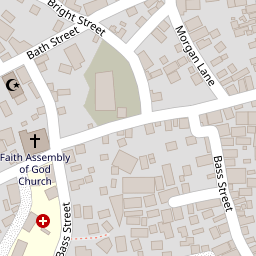 Bright Street
Bath Street
Morgan Lane
Faith Assembly
of God
Church
Bass Street
Bass Street